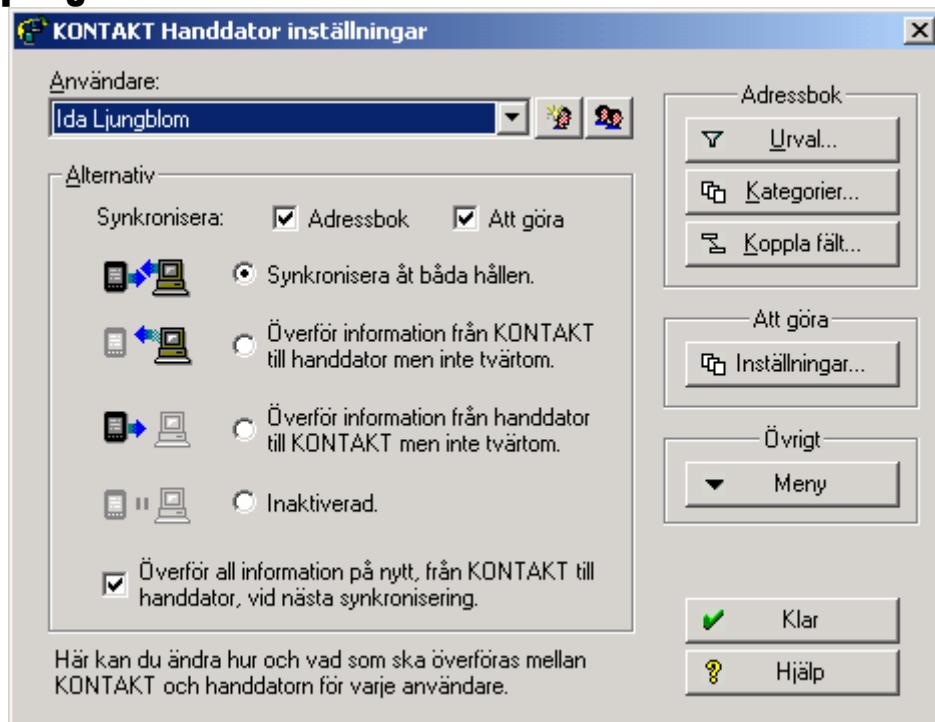 KONTAKT Handdator inställningar
Användare:
Ida Ljungblom
Alternativ
Synkronisera:
Adressbok
Att göra
Synkronisera åt båda hållen.
Överför information från KONTAKT
till handdator men inte tvärtom.
Överför information från handdator
till KONTAKT men inte tvärtom.
Inaktiverad.
Överför all information på nytt, från KONTAKT till
handdator, vid nästa synkronisering.
Här kan du ändra hur och vad som ska överföras mellan
KONTAKT och handdatorn för varje användare.
Adressbok
Urval...
Kategorier...
Koppla fält...
Att göra
Inställningar...
Övrigt
Meny
Klar
Hjälp